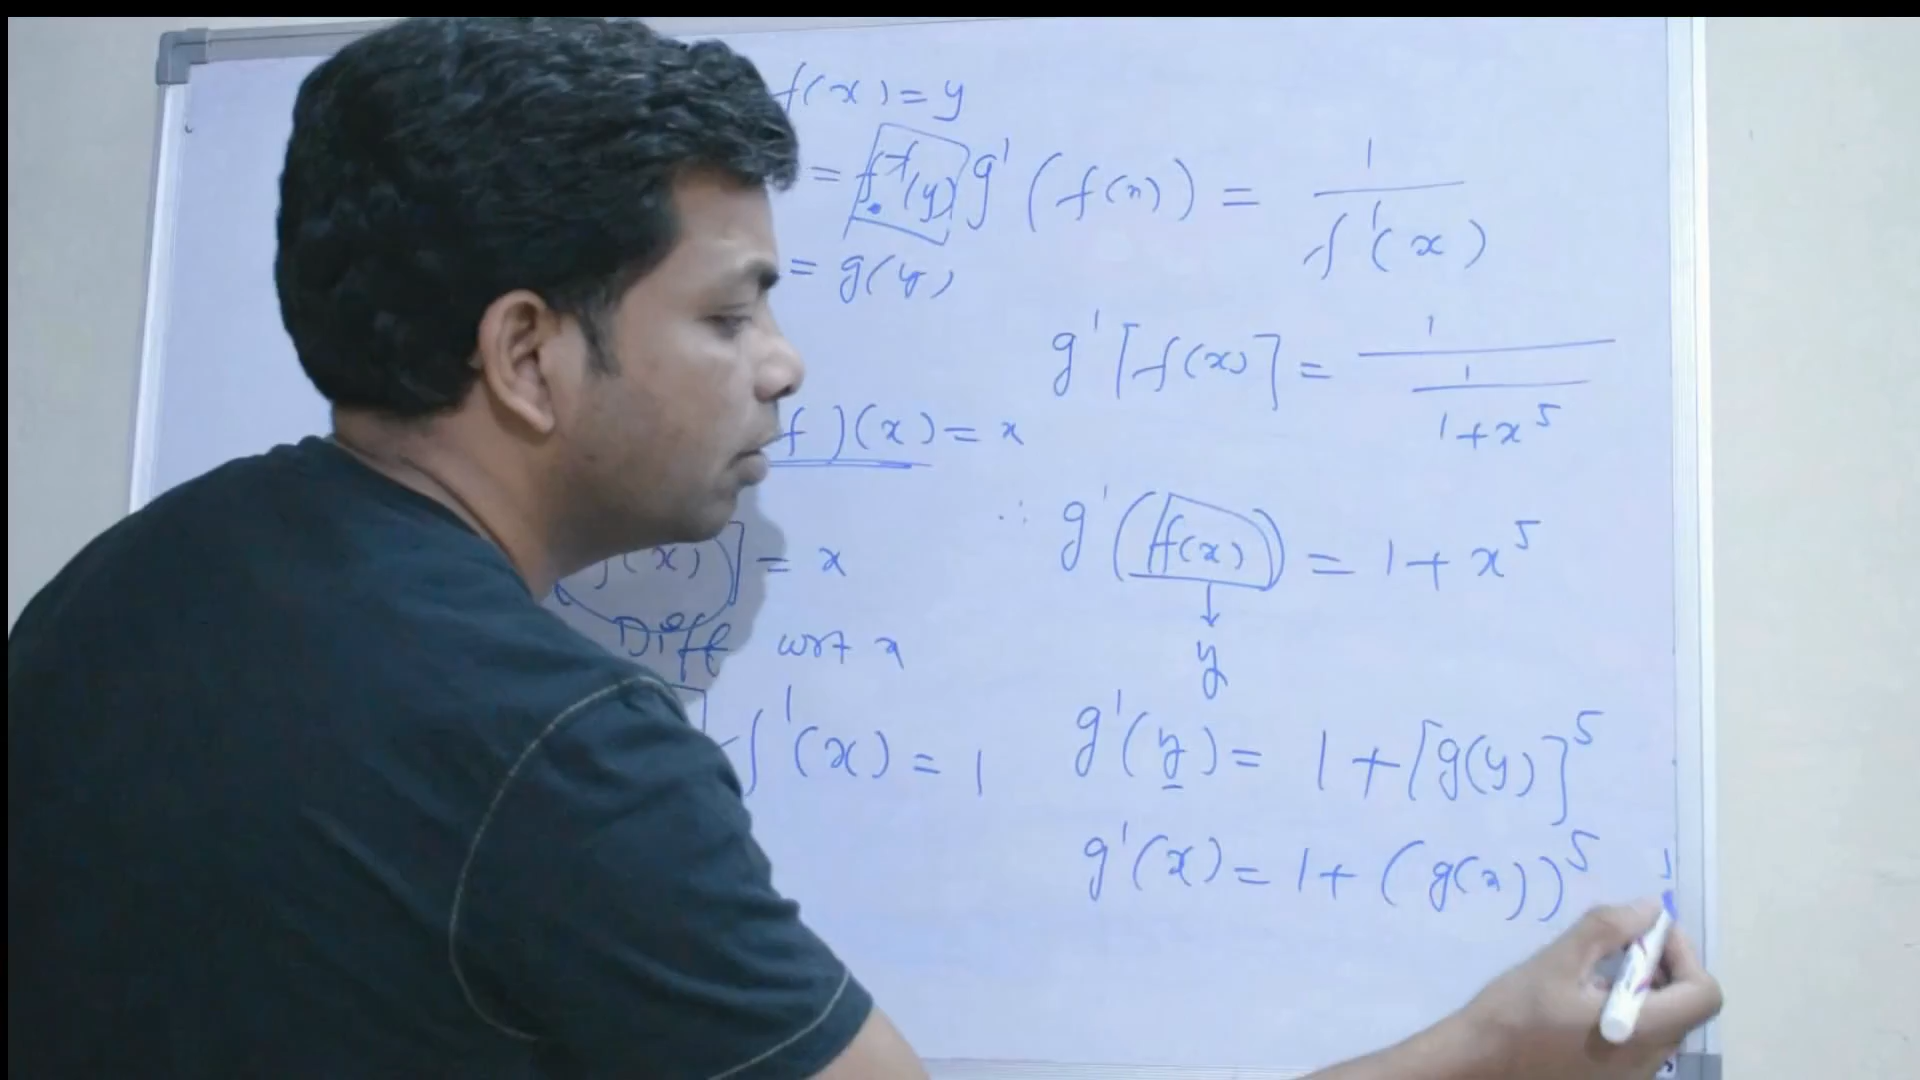 f(x) = y
= f⁻¹(y)
= g(y)
f)(x) = x
f(x)] = x
Diff wrt x
f'(x) = 1
g'(f(x)) = 1/f'(x)
g'[f(x)] = 1/(1/(1+x⁵))
∴ g'(f(x)) = 1 + x⁵
↓
y
g'(y) = 1 + [g(y)]⁵
g'(x) = 1 + (g(x))⁵